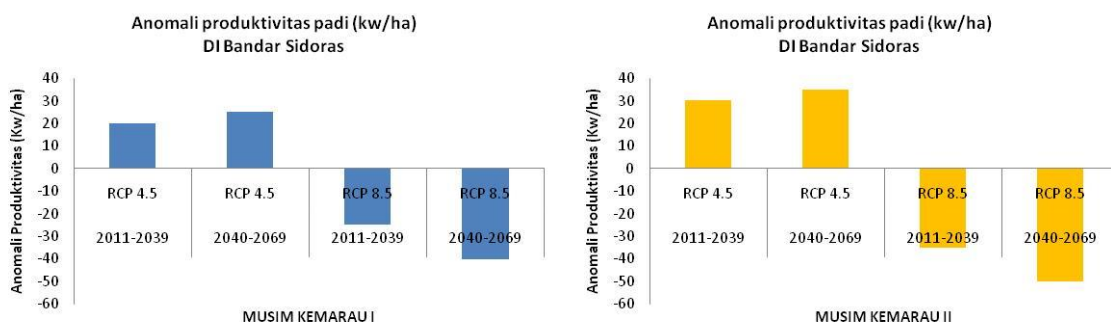 Anomali produktivitas padi (kw/ha)
DI Bandar Sidoras
Anomali Produktivitas (Kw/ha)
40
30
20
10
0
-10
-20
-30
-40
-50
-60
RCP 4.5
RCP 4.5
RCP 8.5
RCP 8.5
2011-2039
2040-2069
2011-2039
2040-2069
MUSIM KEMARAU I
Anomali produktivitas padi (kw/ha)
DI Bandar Sidoras
Anomali Produktivitas (Kw/ha)
40
30
20
10
0
-10
-20
-30
-40
-50
-60
RCP 4.5
RCP 4.5
RCP 8.5
RCP 8.5
2011-2039
2040-2069
2011-2039
2040-2069
MUSIM KEMARAU II